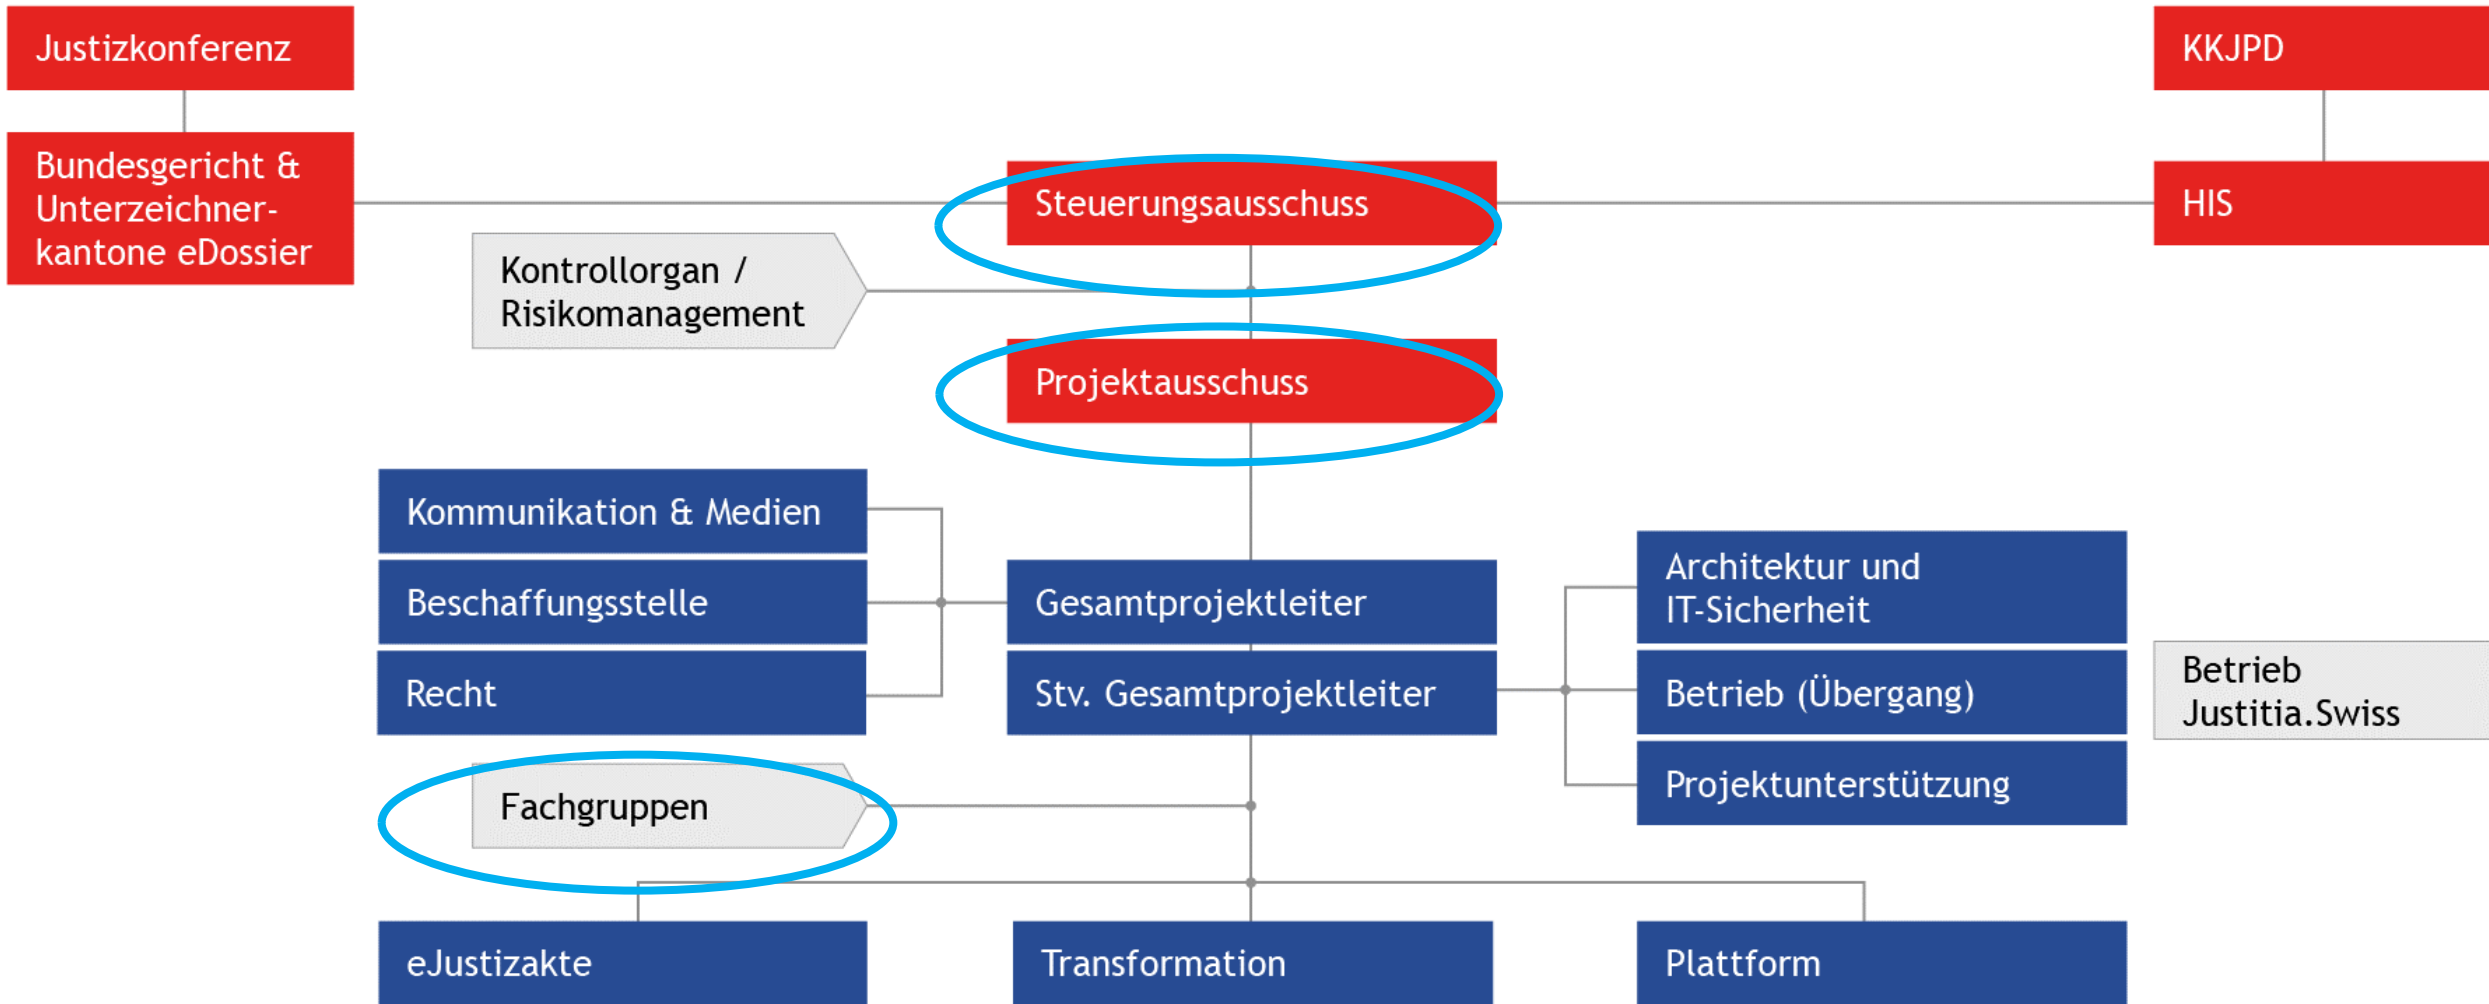 Justizkonferenz
KKJPD
Bundesgericht &
Unterzeichner-
kantone eDossier
Steuerungsausschuss
HIS
Kontrollorgan /
Risikomanagement
Projektausschuss
Kommunikation & Medien
Beschaffungsstelle
Recht
Gesamtprojektleiter
Stv. Gesamtprojektleiter
Architektur und
IT-Sicherheit
Betrieb (Übergang)
Projektunterstützung
Betrieb
Justitia.Swiss
Fachgruppen
eJustizakte
Transformation
Plattform